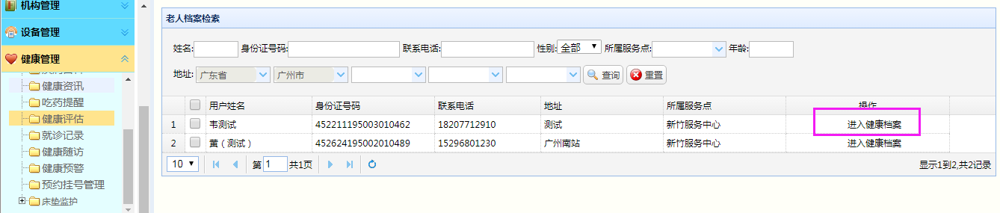 机构管理
设备管理
健康管理
健康资讯
吃药提醒
健康评估
就诊记录
健康随访
健康预警
预约挂号管理
床垫监护
老人档案检索
姓名: 身份证号码: 联系电话: 性别: 全部 所属服务点: 年龄:
地址: 广东省 广州市 查询 重置
用户姓名 身份证号码 联系电话 地址 所属服务点 操作
1 韦测试 452211195003010462 18207712910 测试 新竹服务中心 进入健康档案
2 黄（测试） 452624195002010489 15296801230 广州南站 新竹服务中心 进入健康档案
10 第 1 共1页 显示1到2,共2记录